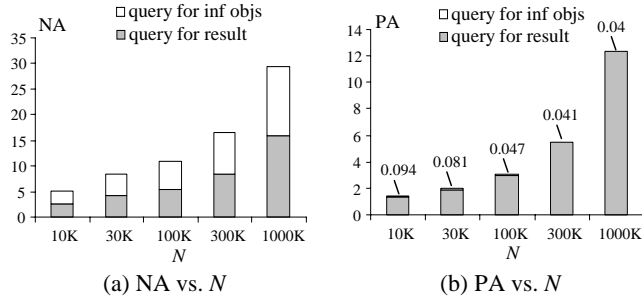 NA
query for inf objs
query for result
35
30
25
20
15
10
5
0
10K 30K 100K 300K 1000K
N
(a) NA vs. N
PA
query for inf objs
query for result
14
12
10
8
6
4
2
0
0.094
0.081
0.047
0.041
0.04
10K 30K 100K 300K 1000K
N
(b) PA vs. N